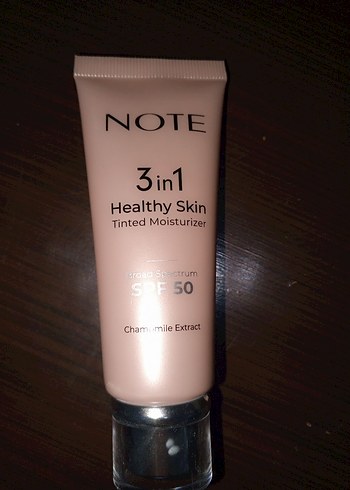 NOTE
3in1
Healthy Skin
Tinted Moisturizer
Broad Spectrum
SPF 50
Chamomile Extract